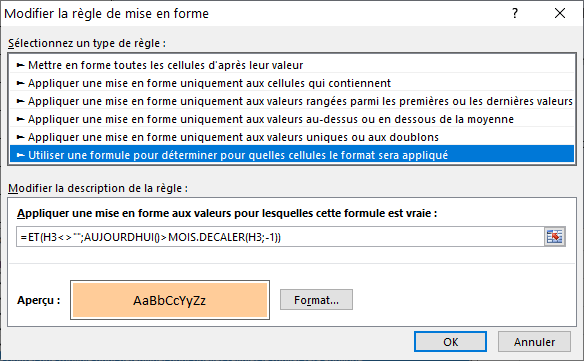 Modifier la règle de mise en forme
Sélectionnez un type de règle :
► Mettre en forme toutes les cellules d'après leur valeur
► Appliquer une mise en forme uniquement aux cellules qui contiennent
► Appliquer une mise en forme uniquement aux valeurs rangées parmi les premières ou les dernières valeurs
► Appliquer une mise en forme uniquement aux valeurs au-dessus ou en dessous de la moyenne
► Appliquer une mise en forme uniquement aux valeurs uniques ou aux doublons
► Utiliser une formule pour déterminer pour quelles cellules le format sera appliqué
Modifier la description de la règle :
Appliquer une mise en forme aux valeurs pour lesquelles cette formule est vraie :
=ET(H3<>"";AUJOURDHUI()>MOIS.DECALER(H3;-1))
Aperçu :
AaBbCcYyZz
Format...
OK
Annuler